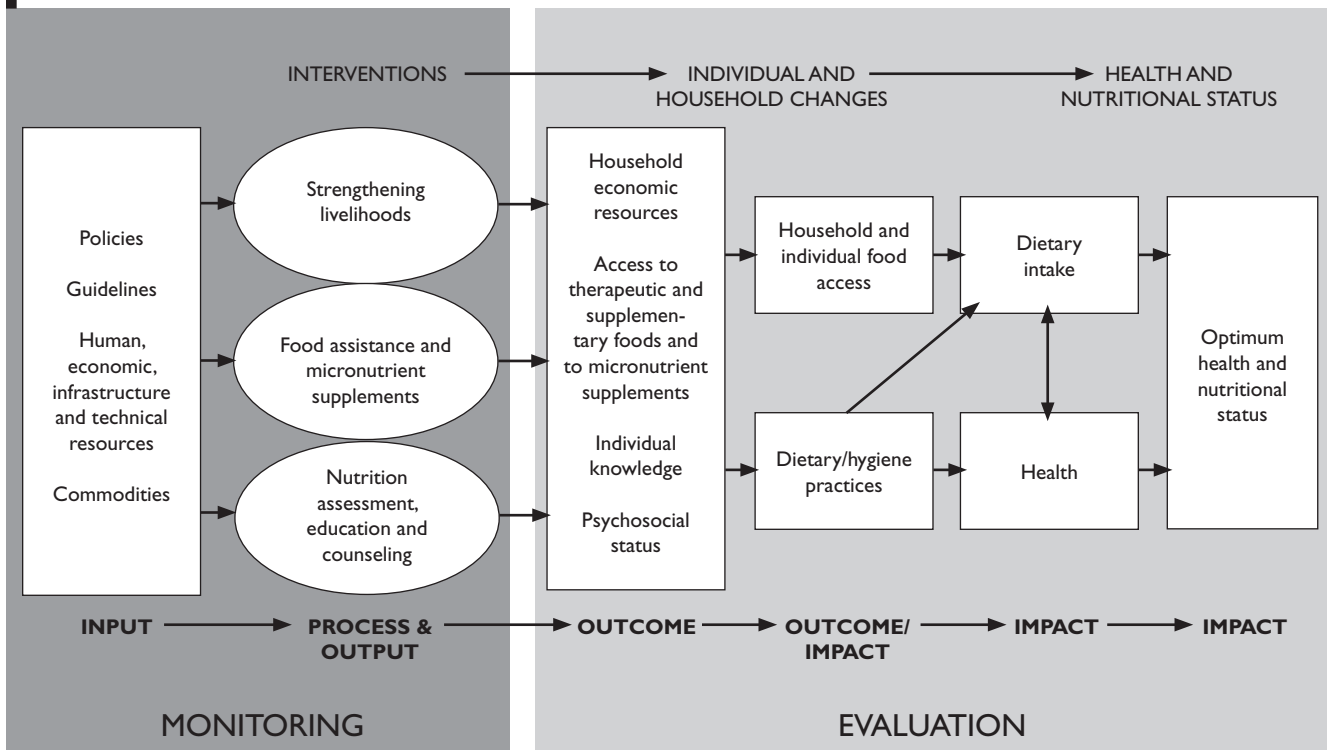 INTERVENTIONS
INDIVIDUAL AND
HOUSEHOLD CHANGES
HEALTH AND
NUTRITIONAL STATUS
Policies
Guidelines
Human,
economic,
infrastructure
and technical
resources
Commodities
Strengthening
livelihoods
Food assistance and
micronutrient
supplements
Nutrition
assessment,
education and
counseling
Household
economic
resources
Access to
therapeutic and
supplemen-
tary foods and
to micronutrient
supplements
Individual
knowledge
Psychosocial
status
Household and
individual food
access
Dietary/hygiene
practices
Dietary
intake
Health
Optimum
health and
nutritional
status
INPUT
PROCESS &
OUTPUT
OUTCOME
OUTCOME/
IMPACT
IMPACT
IMPACT
MONITORING
EVALUATION